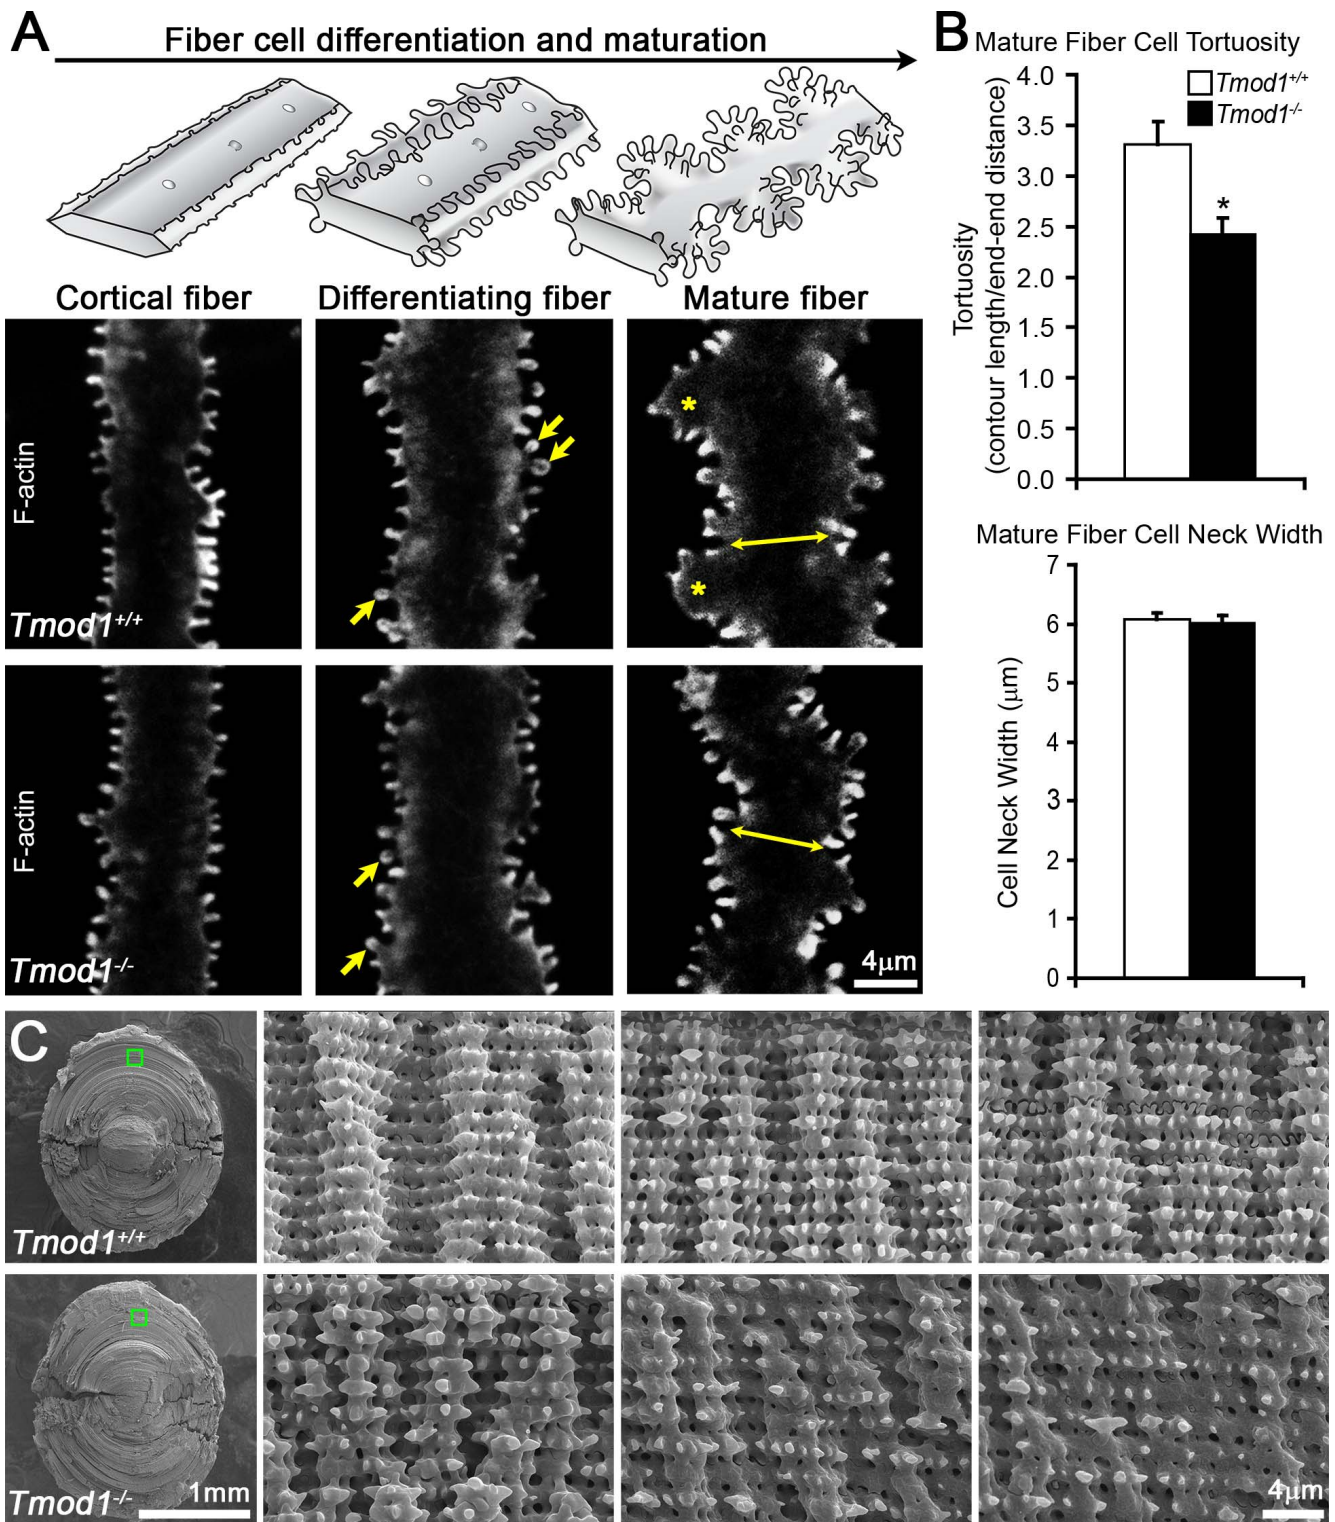 A
Fiber cell differentiation and maturation
Cortical fiber
Differentiating fiber
Mature fiber
F-actin
Tmod1+/+
*
*
F-actin
Tmod1-/-
4μm
B
Mature Fiber Cell Tortuosity
Tmod1+/+
Tmod1-/-
Tortuosity
(contour length/end-end distance)
4.0
3.5
3.0
2.5
2.0
1.5
1.0
0.5
0.0
*
Mature Fiber Cell Neck Width
Cell Neck Width (μm)
7
6
5
4
3
2
1
0
C
Tmod1+/+
Tmod1-/-
1mm
4μm